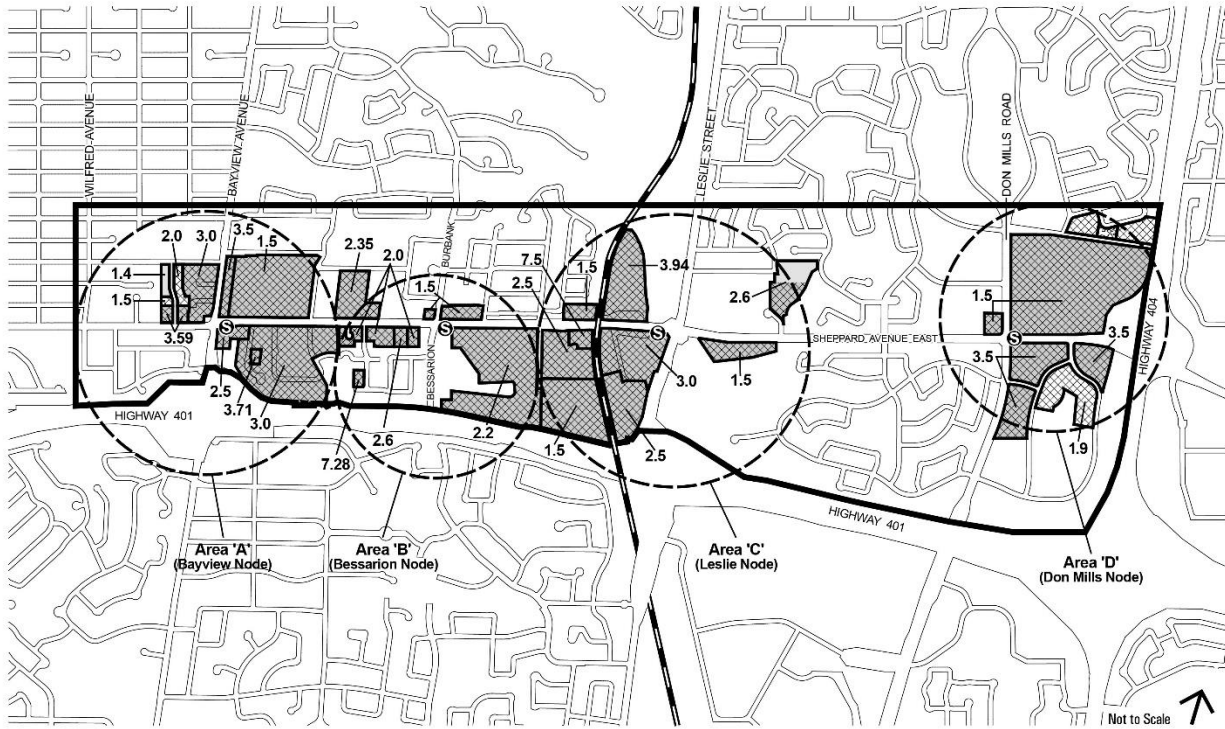 WILFRED AVENUE
BAYVIEW AVENUE
BURBANK
BESSARION
LESLIE STREET
DON MILLS ROAD
HIGHWAY 404
SHEPPARD AVENUE EAST
HIGHWAY 401
HIGHWAY 401
2.0
3.0
3.5
1.5
1.4
1.5
3.59
2.35
2.0
1.5
7.5
2.5
1.5
3.94
2.6
1.5
3.5
3.5
S
S
S
S
2.5
3.71
3.0
7.28
2.6
2.2
1.5
2.5
3.0
1.5
1.9
Area 'A'
(Bayview Node)
Area 'B'
(Bessarion Node)
Area 'C'
(Leslie Node)
Area 'D'
(Don Mills Node)
Not to Scale